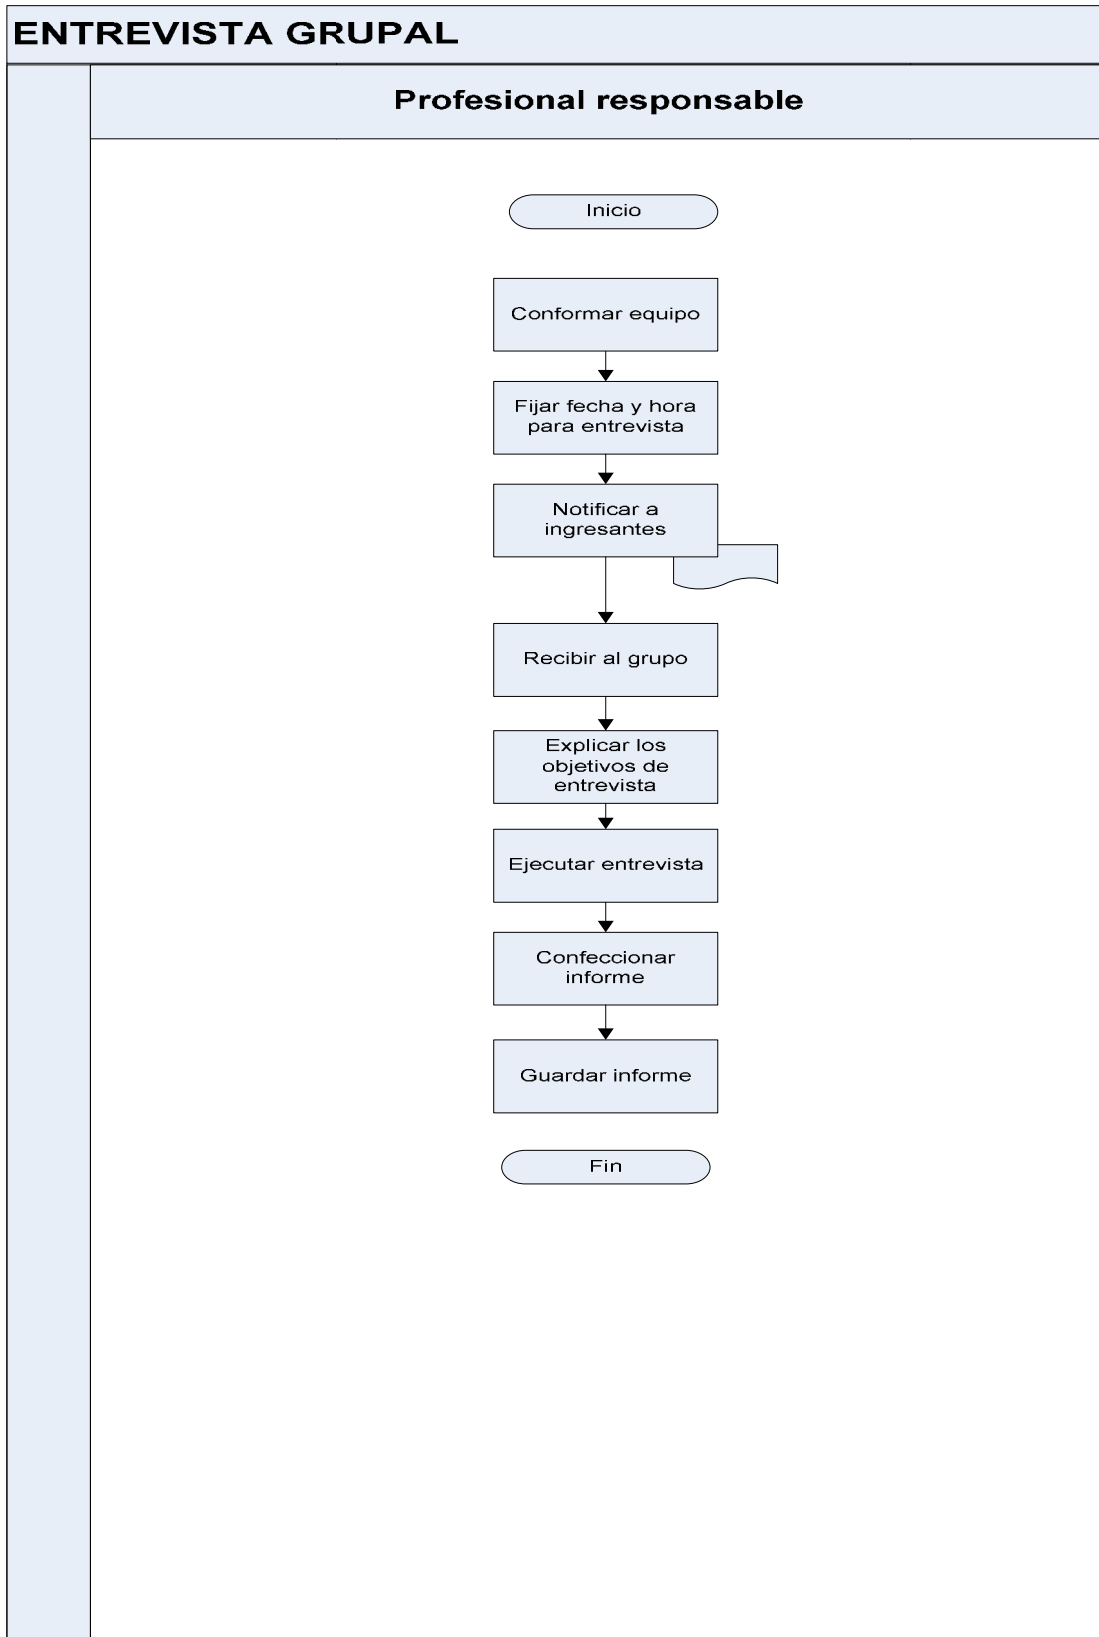 ENTREVISTA GRUPAL
Profesional responsable
Inicio
Conformar equipo
Fijar fecha y hora
para entrevista
Notificar a
ingresantes
Recibir al grupo
Explicar los
objetivos de
entrevista
Ejecutar entrevista
Confeccionar
informe
Guardar informe
Fin